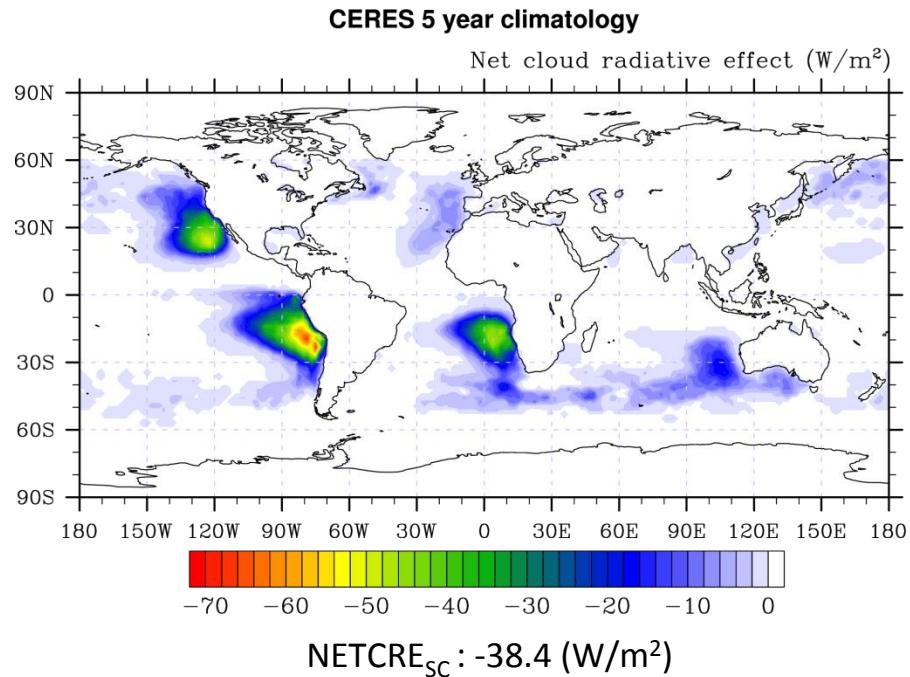 CERES 5 year climatology
Net cloud radiative effect (W/m²)
90N
60N
30N
0
30S
60S
90S
180 150W 120W 90W 60W 30W 0 30E 60E 90E 120E 150E 180
−70 −60 −50 −40 −30 −20 −10 0
NETCRE_SC : -38.4 (W/m²)